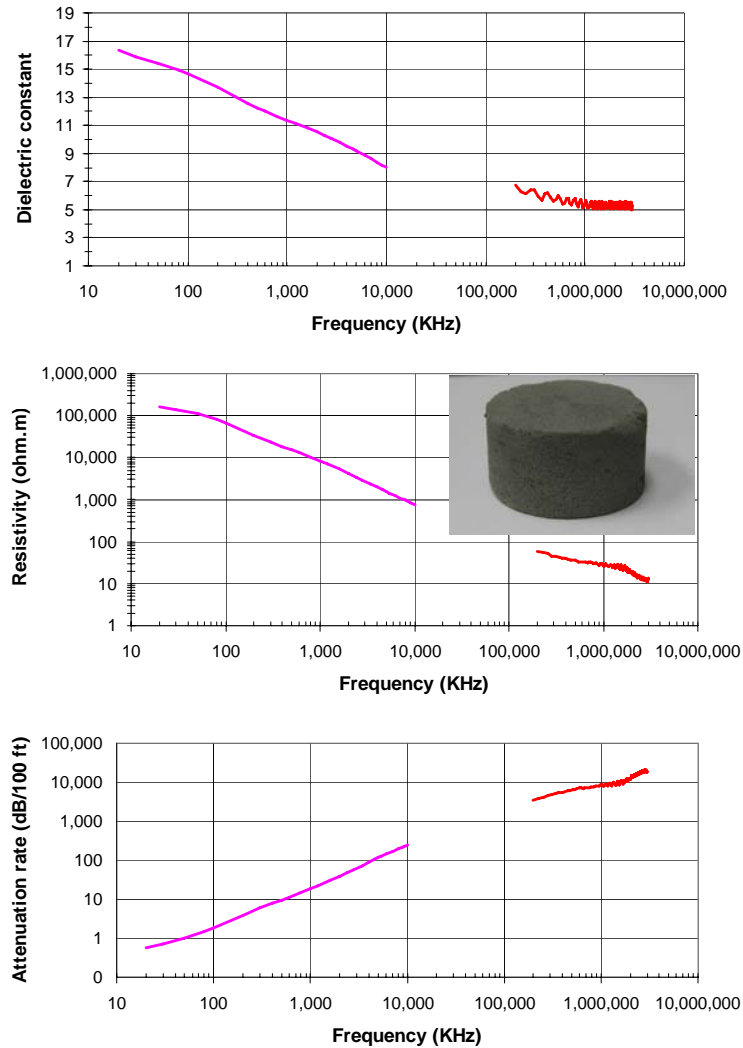 Dielectric constant
19
17
15
13
11
9
7
5
3
1
10 100 1,000 10,000 100,000 1,000,000 10,000,000
Frequency (KHz)
Resistivity (ohm.m)
1,000,000
100,000
10,000
1,000
100
10
1
10 100 1,000 10,000 100,000 1,000,000 10,000,000
Frequency (KHz)
Attenuation rate (dB/100 ft)
100,000
10,000
1,000
100
10
1
0
10 100 1,000 10,000 100,000 1,000,000 10,000,000
Frequency (KHz)